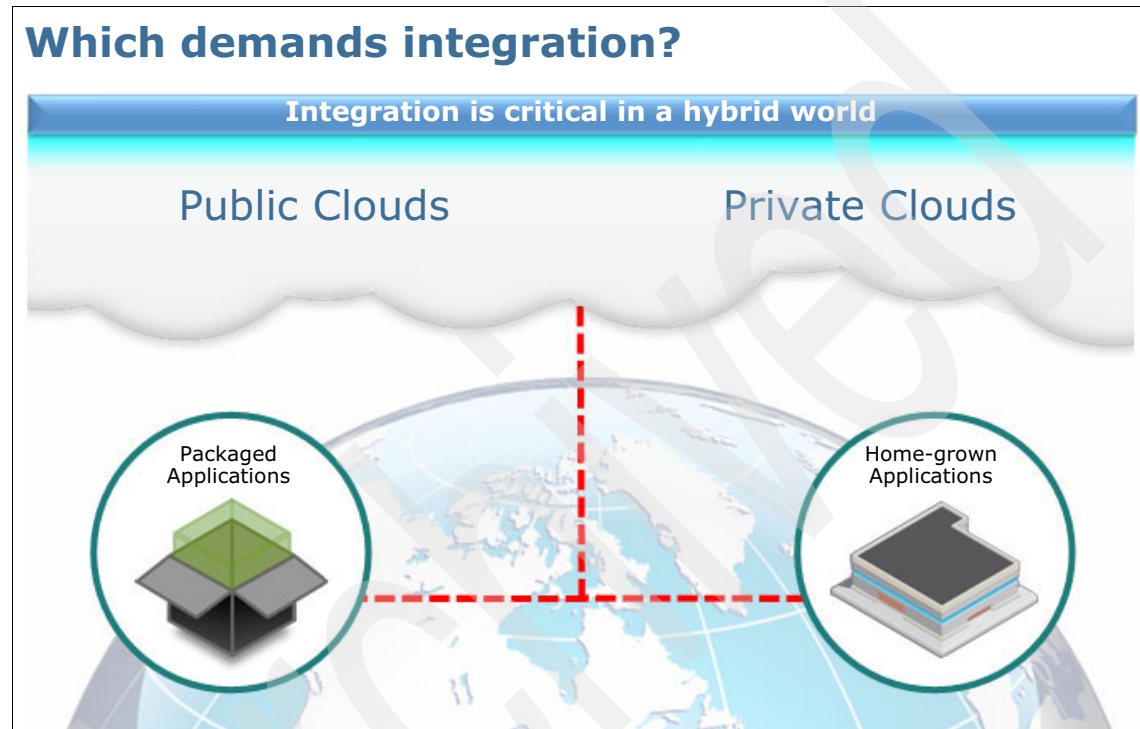 Which demands integration?
Integration is critical in a hybrid world
Public Clouds
Private Clouds
Packaged
Applications
Home-grown
Applications